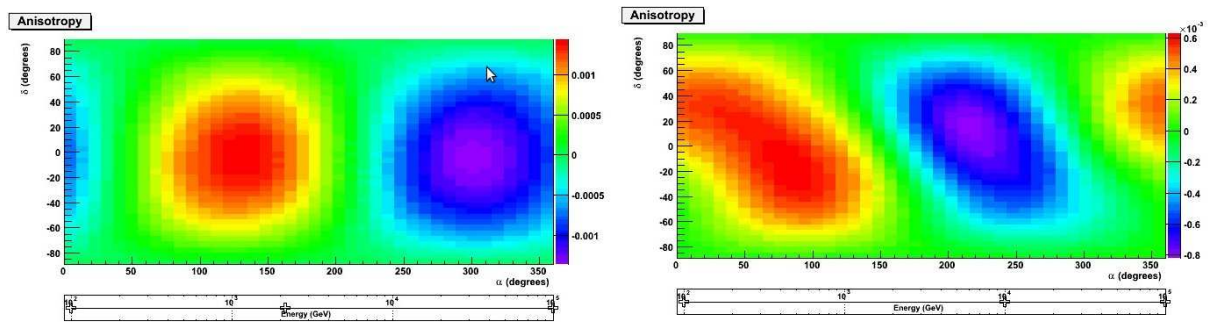 Anisotropy
δ (degrees)
80
60
40
20
0
-20
-40
-60
-80
0 50 100 150 200 250 300 350
α (degrees)
0.001
0.0005
0
-0.0005
-0.001
10² 10³ 10⁴ 10⁵
Energy (GeV)
Anisotropy
δ (degrees)
80
60
40
20
0
-20
-40
-60
-80
0 50 100 150 200 250 300 350
α (degrees)
×10⁻³
0.6
0.4
0.2
0
-0.2
-0.4
-0.6
-0.8
10² 10³ 10⁴ 10⁵
Energy (GeV)